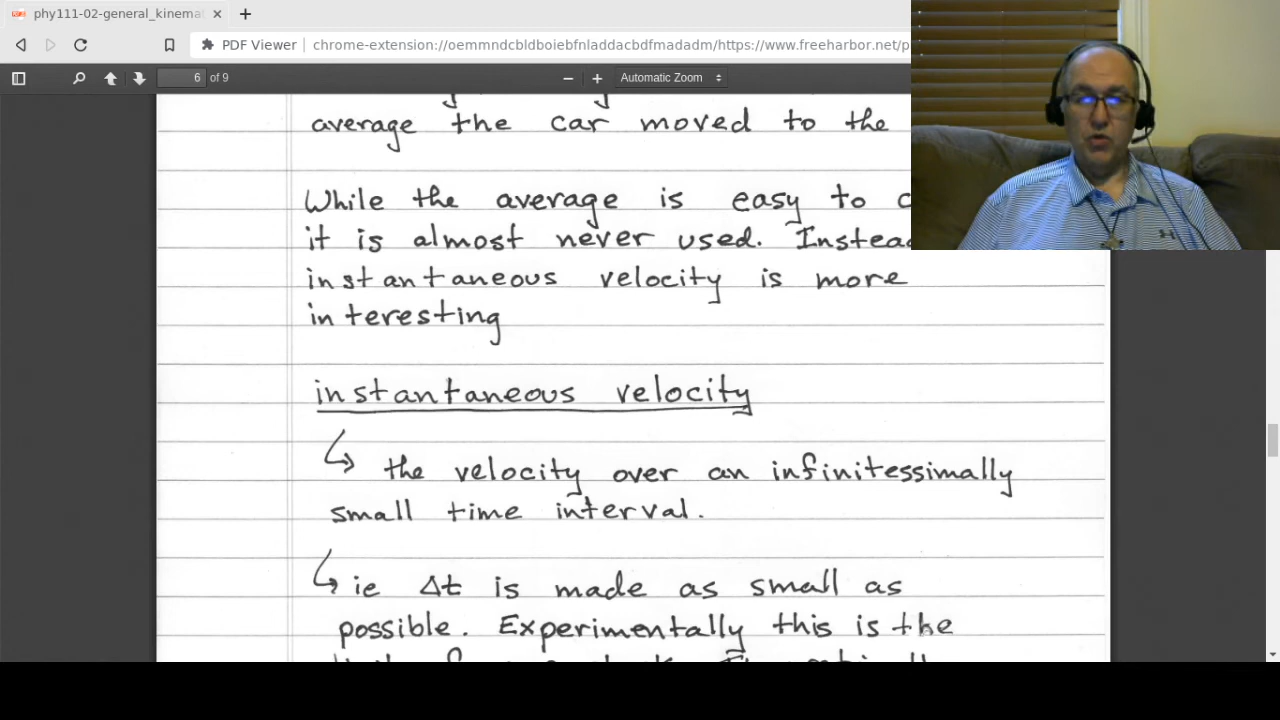 phy111-02-general_kinemat
PDF Viewer
chrome-extension://oemmndcbldboiebfnladdacbdfmadadm/https://www.freeharbor.net/p
6 of 9
Automatic Zoom
average the car moved to the
While the average is easy to
it is almost never used. Instead
instantaneous velocity is more
interesting
instantaneous velocity
the velocity over an infinitessimally
small time interval.
ie Δt is made as small as
possible. Experimentally this is the